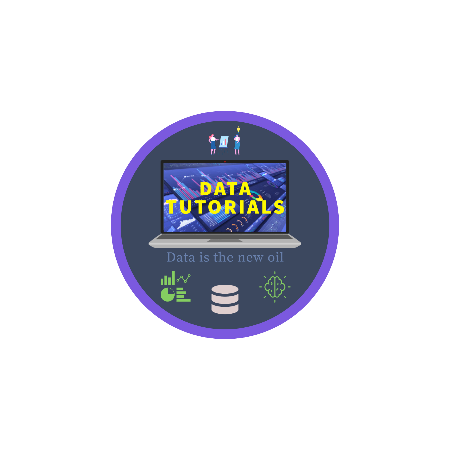 DATA
TUTORIALS
Data is the new oil